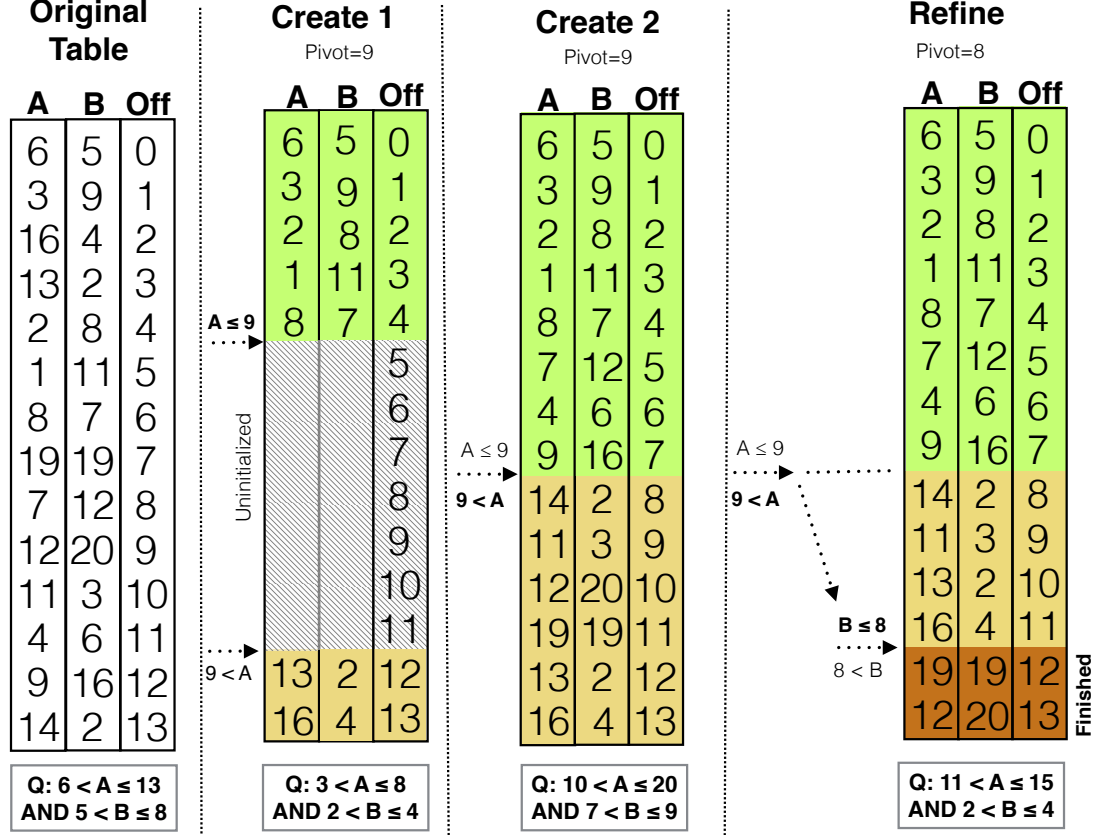 Original
Table
A B Off
6 5 0
3 9 1
16 4 2
13 2 3
2 8 4
1 11 5
8 7 6
19 19 7
7 12 8
12 20 9
11 3 10
4 6 11
9 16 12
14 2 13
Q: 6 < A ≤ 13
AND 5 < B ≤ 8
Create 1
Pivot=9
A B Off
6 5 0
3 9 1
2 8 2
1 11 3
8 7 4
5
6
7
8
9
10
11
13 2 12
16 4 13
A ≤ 9
Uninitialized
9 < A
Q: 3 < A ≤ 8
AND 2 < B ≤ 4
Create 2
Pivot=9
A B Off
6 5 0
3 9 1
2 8 2
1 11 3
8 7 4
7 12 5
4 6 6
9 16 7
14 2 8
11 3 9
12 20 10
19 19 11
13 2 12
16 4 13
A ≤ 9
9 < A
Q: 10 < A ≤ 20
AND 7 < B ≤ 9
Refine
Pivot=8
A B Off
6 5 0
3 9 1
2 8 2
1 11 3
8 7 4
7 12 5
4 6 6
9 16 7
14 2 8
11 3 9
13 2 10
16 4 11
19 19 12
12 20 13
A ≤ 9
9 < A
B ≤ 8
8 < B
Finished
Q: 11 < A ≤ 15
AND 2 < B ≤ 4